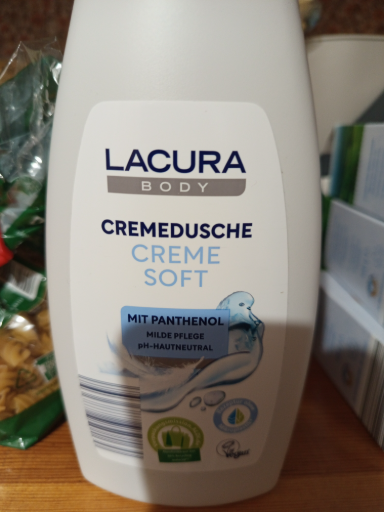 LACURA
BODY
CREMEDUSCHE
CREME
SOFT
MIT PANTHENOL
MILDE PFLEGE
pH-HAUTNEUTRAL